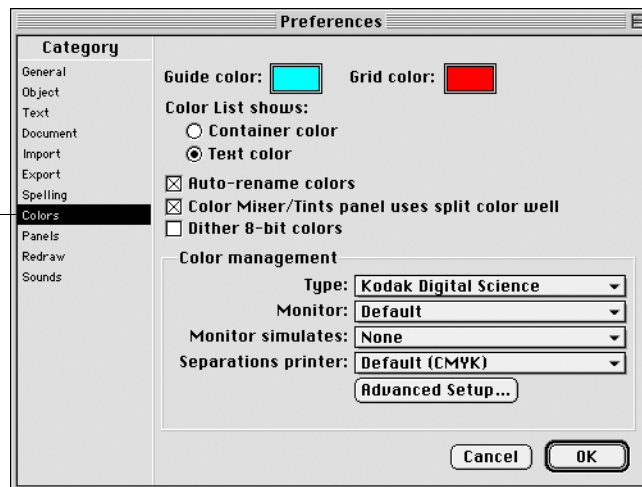 Preferences
Category
General
Object
Text
Document
Import
Export
Spelling
Colors
Panels
Redraw
Sounds
Guide color: Grid color:
Color List shows:
Container color
Text color
Auto-rename colors
Color Mixer/Tints panel uses split color well
Dither 8-bit colors
Color management
Type: Kodak Digital Science
Monitor: Default
Monitor simulates: None
Separations printer: Default (CMYK)
Advanced Setup...
Cancel OK